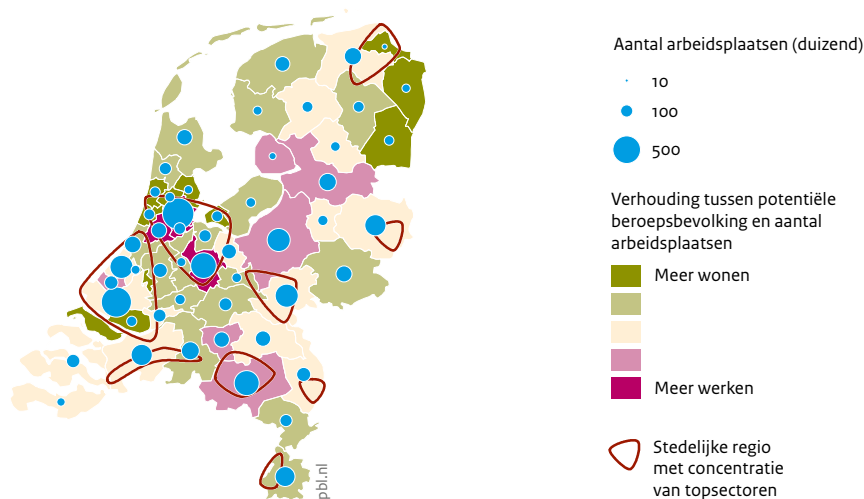 Aantal arbeidsplaatsen (duizend)
10
100
500
Verhouding tussen potentiële
beroepsbevolking en aantal
arbeidsplaatsen
Meer wonen
Meer werken
Stedelijke regio
met concentratie
van topsectoren
pbl.nl